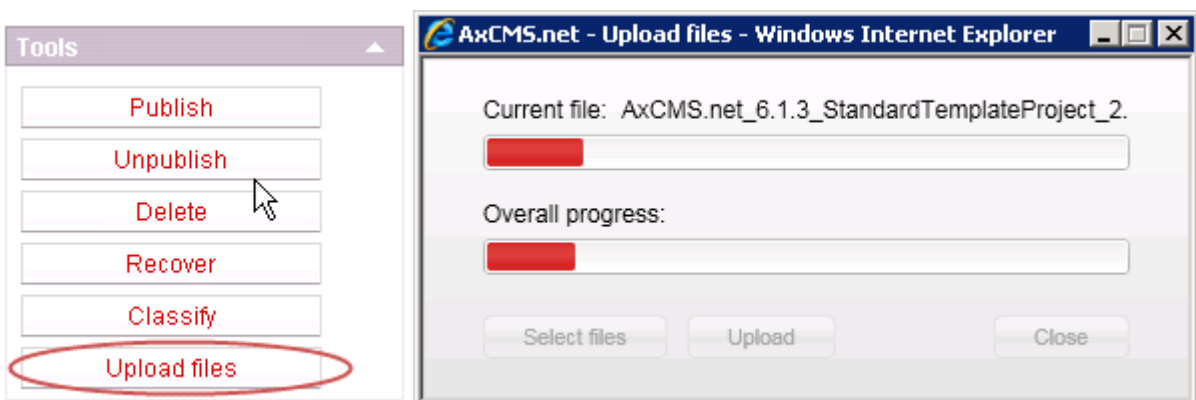 Tools
Publish
Unpublish
Delete
Recover
Classify
Upload files
AxCMS.net - Upload files - Windows Internet Explorer
Current file: AxCMS.net_6.1.3_StandardTemplateProject_2.
Overall progress:
Select files Upload Close